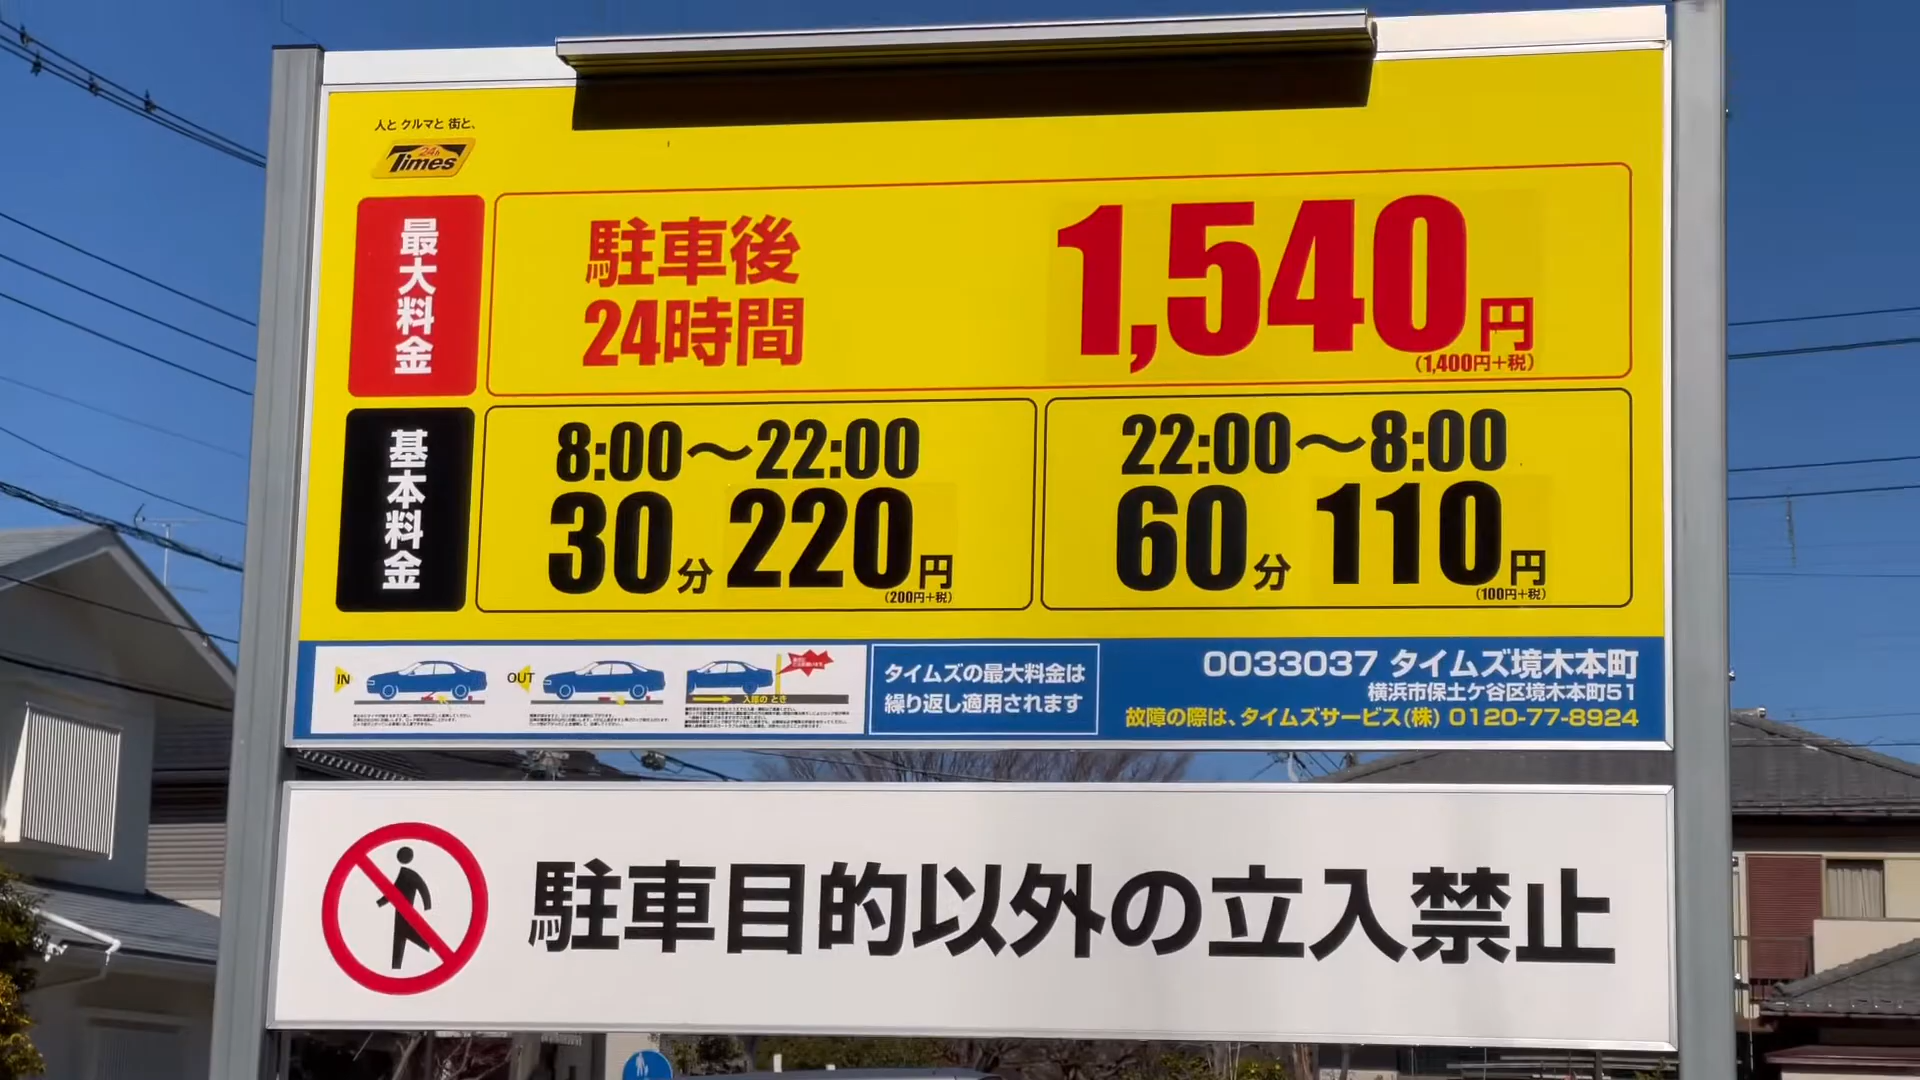 人と クルマと 街と、
24h
Times
最大料金
駐車後
24時間
1,540円
(1,400円+税)
基本料金
8:00～22:00
30分 220円
(200円+税)
22:00～8:00
60分 110円
(100円+税)
IN
OUT
入庫のとき
タイムズの最大料金は
繰り返し適用されます
0033037 タイムズ境木本町
横浜市保土ケ谷区境木本町51
故障の際は、タイムズサービス(株) 0120-77-8924
駐車目的以外の立入禁止